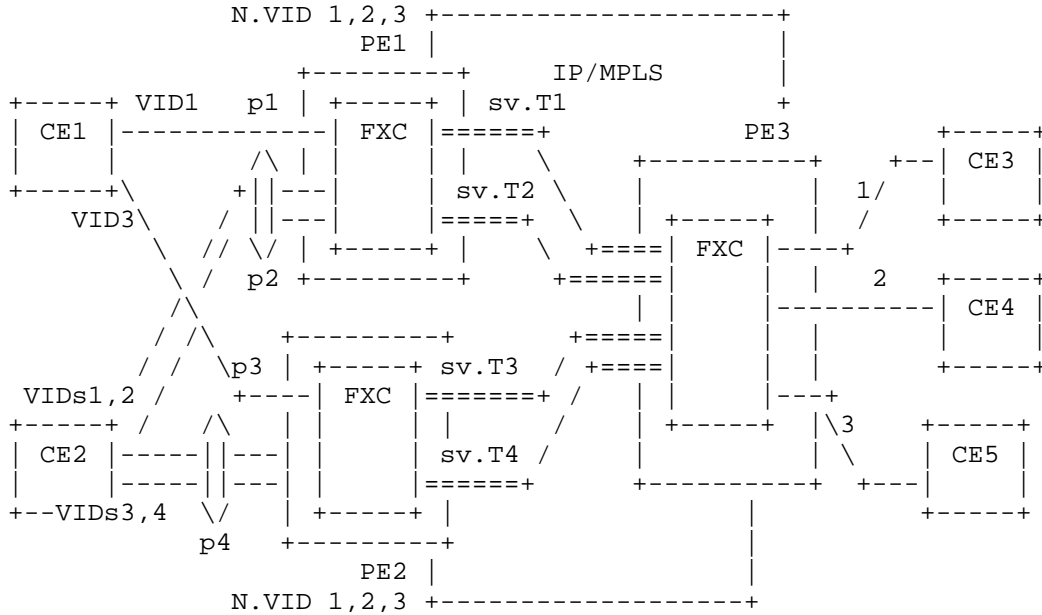 N.VID 1,2,3
PE1
IP/MPLS
VID1 p1 sv.T1
CE1 FXC PE3
CE3
sv.T2 1
VID3
FXC
p2 2
CE4
p3 sv.T3
VIDs1,2 FXC
3
CE2 sv.T4 CE5
VIDs3,4
p4
PE2
N.VID 1,2,3